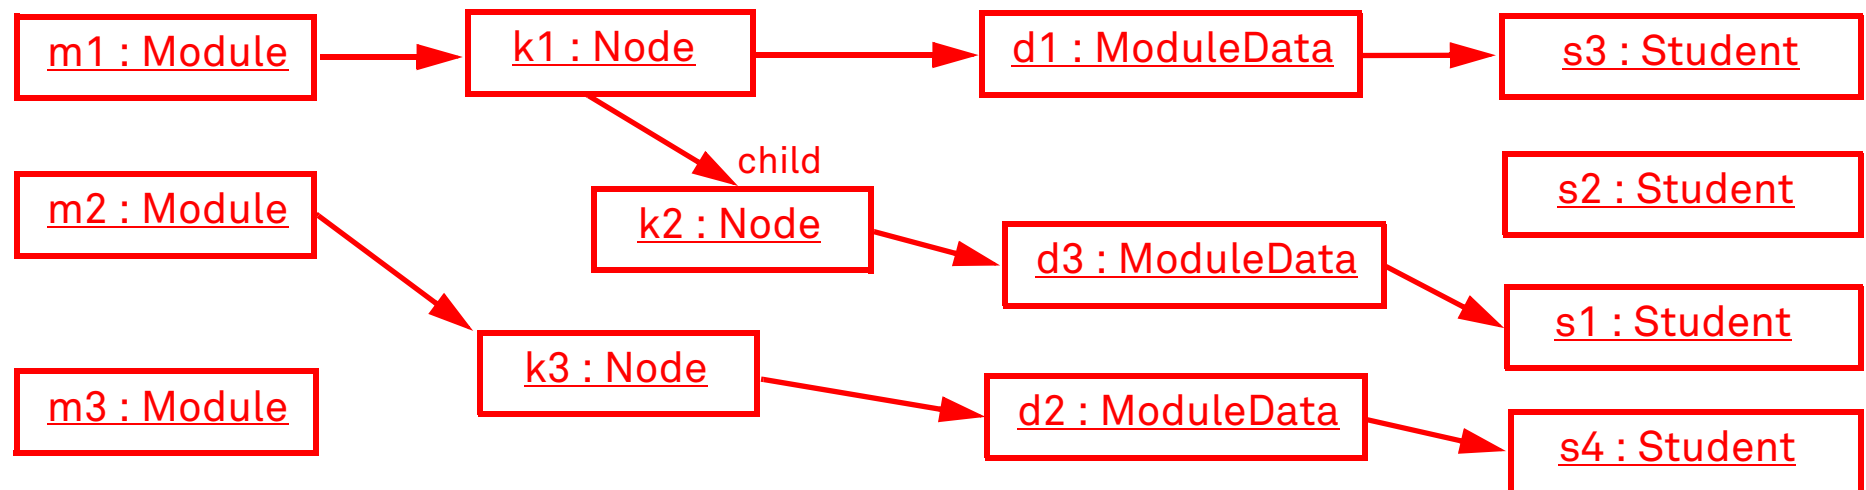 m1 : Module
k1 : Node
d1 : ModuleData
s3 : Student
child
m2 : Module
k2 : Node
s2 : Student
d3 : ModuleData
s1 : Student
k3 : Node
m3 : Module
d2 : ModuleData
s4 : Student